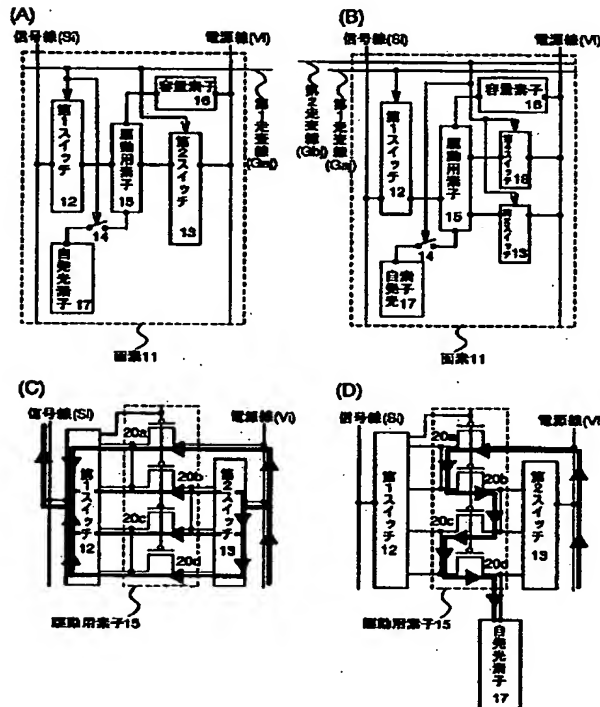 (A)
信号線(Si)
電源線(Vi)
容量素子
16
第1スイッチ
12
駆動用素子
15
第2スイッチ
13
14
自発光素子
17
第1走査線(Gaj)
画素11
(B)
信号線(Si)
電源線(Vi)
第2走査線(Gbj)
第1走査線(Gaj)
容量素子
16
第1スイッチ
12
駆動用素子
15
18
13
14
自発光素子
17
画素11
(C)
信号線(Si)
電源線(Vi)
第1スイッチ
12
20a
20b
20c
20d
第2スイッチ
13
駆動用素子15
(D)
信号線(Si)
電源線(Vi)
第1スイッチ
12
20a
20b
20c
20d
第2スイッチ
13
駆動用素子15
自発光素子
17